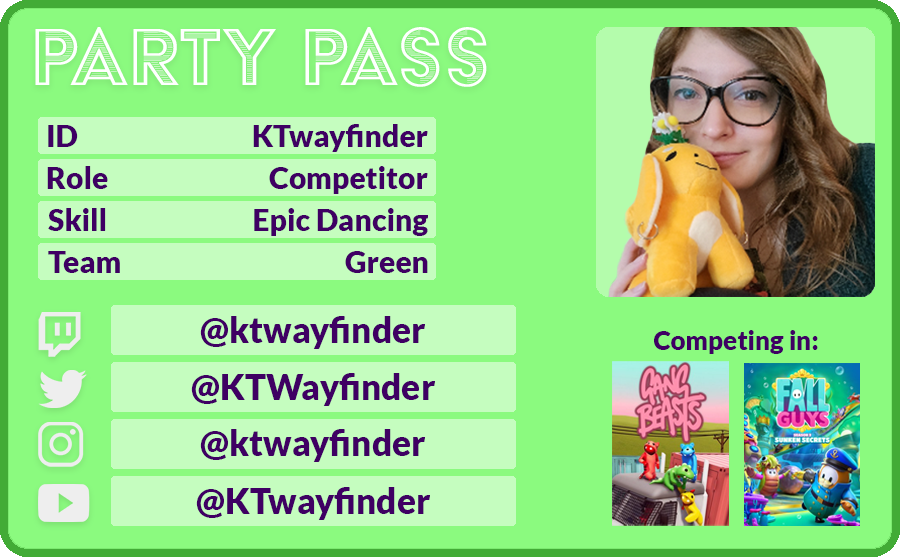 PARTY PASS
ID KTwayfinder
Role Competitor
Skill Epic Dancing
Team Green
@ktwayfinder
@KTWayfinder
@ktwayfinder
@KTwayfinder
Competing in:
GANG
BEASTS
FALL
GUYS
SUNKEN SECRETS